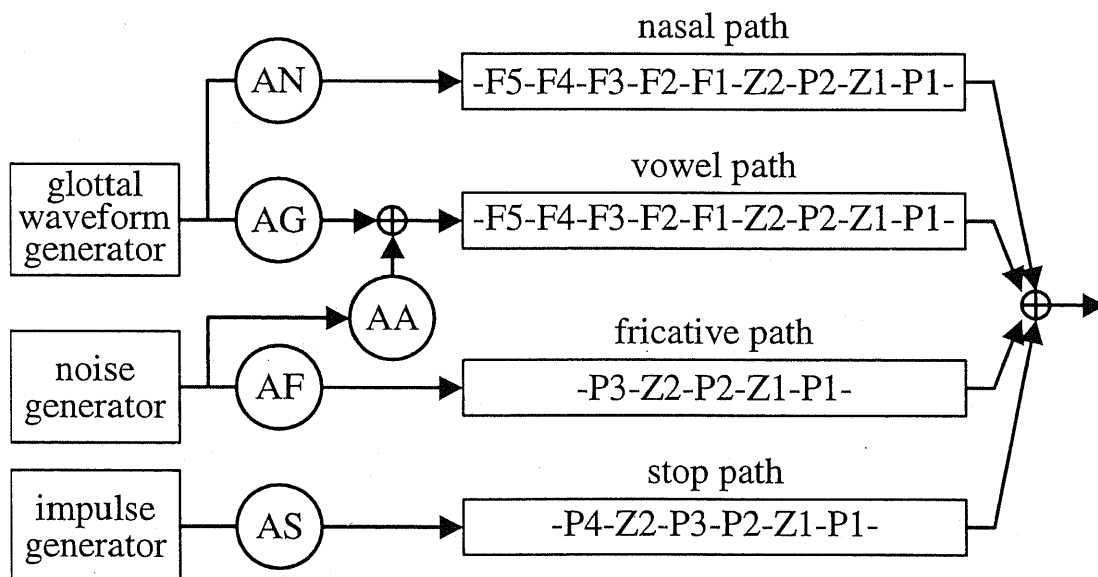 nasal path
AN
-F5-F4-F3-F2-F1-Z2-P2-Z1-P1-
glottal
waveform
generator
AG
vowel path
-F5-F4-F3-F2-F1-Z2-P2-Z1-P1-
AA
noise
generator
AF
fricative path
-P3-Z2-P2-Z1-P1-
impulse
generator
AS
stop path
-P4-Z2-P3-P2-Z1-P1-